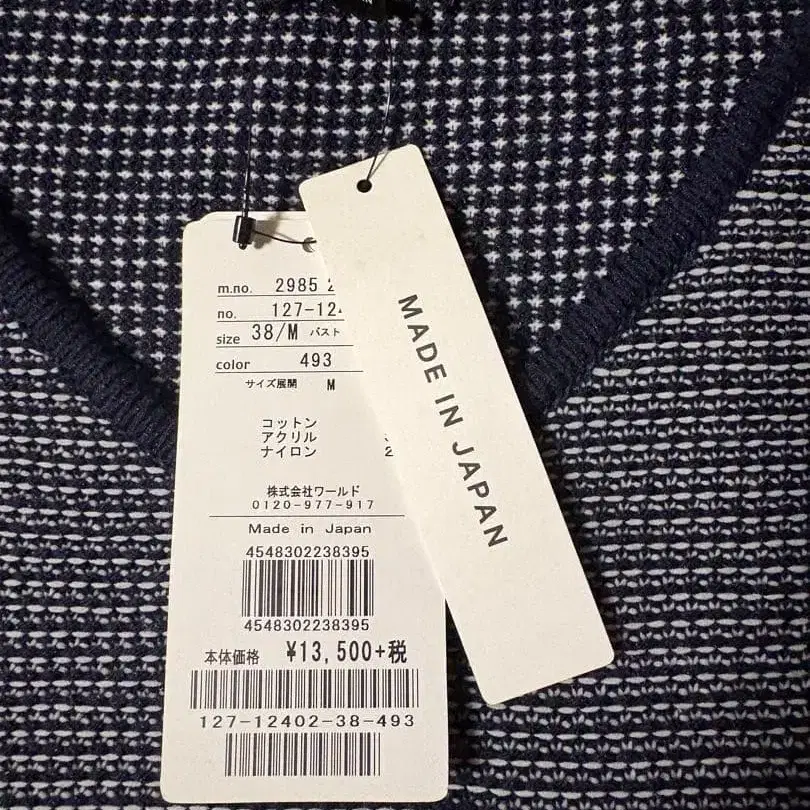 m.no. 2985
no. 127-12
size 38/M バスト
color 493
サイズ展開 M
コットン
アクリル
ナイロン 2
株式会社ワールド
0120-977-917
Made in Japan
4548302238395
4548302238395
本体価格 ¥13,500+税
127-12402-38-493
MADE IN JAPAN